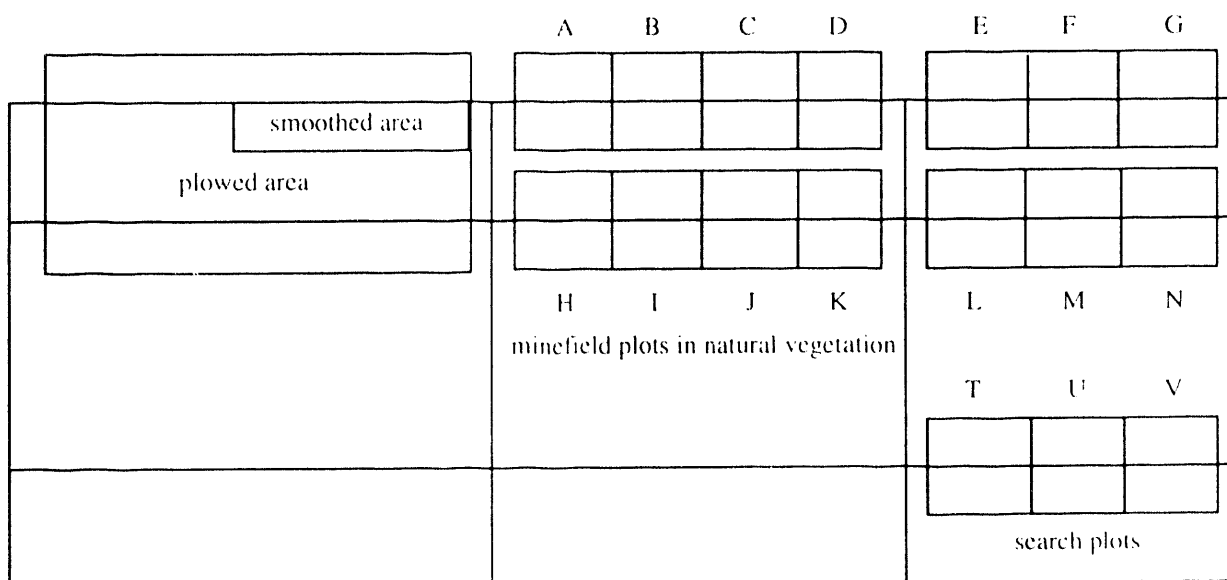 A B C D E F G
smoothed area
plowed area
H I J K L M N
minefield plots in natural vegetation
T U V
search plots